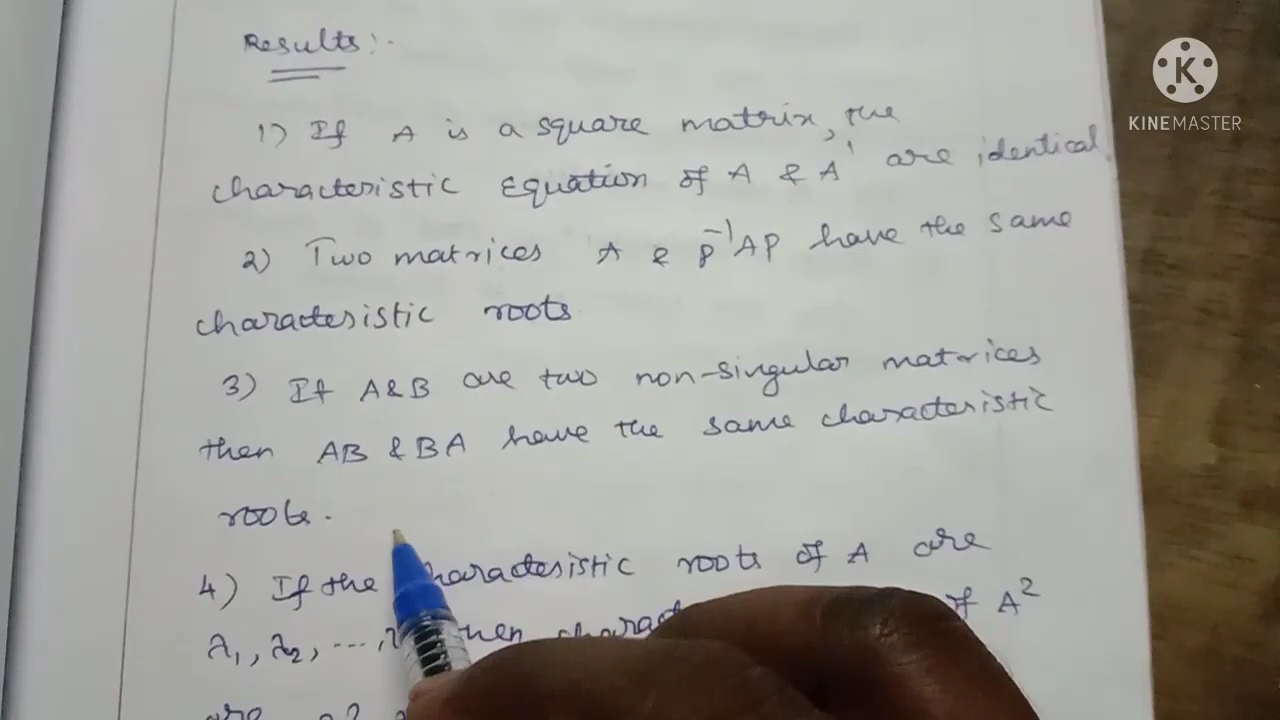 Results:-
K
KINEMASTER
1) If A is a square matrix, the
characteristic Equation of A & A' are identical.
2) Two matrices A & P⁻¹AP have the same
characteristic roots
3) If A&B are two non-singular matrices
then AB & BA have the same characteristic
roots.
4) If the characteristic roots of A are
λ₁, λ₂, ..., of A²
are